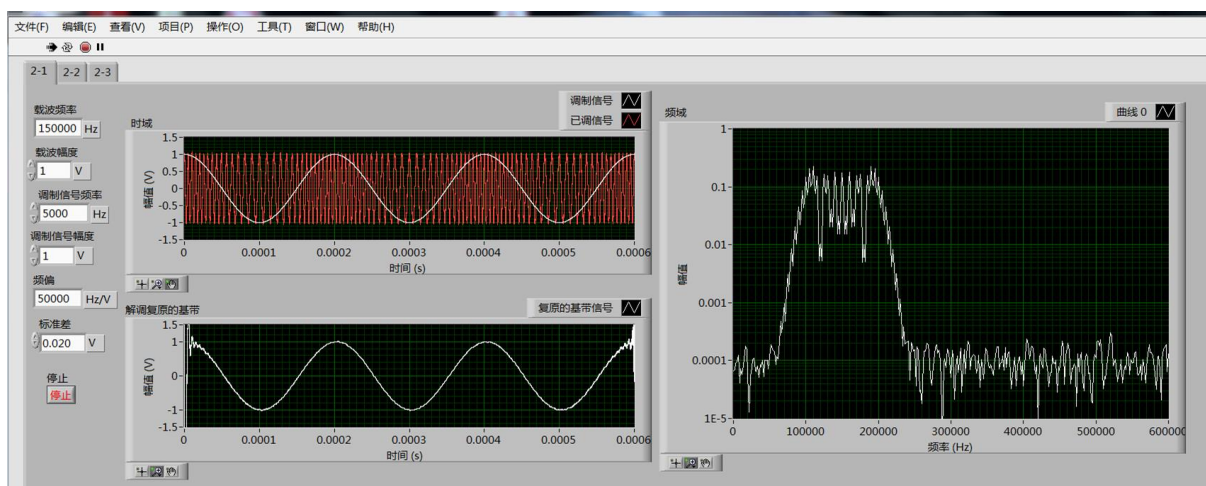 文件(F) 编辑(E) 查看(V) 项目(P) 操作(O) 工具(T) 窗口(W) 帮助(H)
2-1 2-2 2-3
载波频率
150000 Hz
载波幅度
1 V
调制信号频率
5000 Hz
调制信号幅度
1 V
频偏
50000 Hz/V
标准差
0.020 V
停止
停止
时域
调制信号
已调信号
幅值 (V)
1.5
1
0.5
0
-0.5
-1
-1.5
0 0.0001 0.0002 0.0003 0.0004 0.0005 0.0006
时间 (s)
解调复原的基带
复原的基带信号
幅值 (V)
1.5
1
0
-1
-1.5
0 0.0001 0.0002 0.0003 0.0004 0.0005 0.0006
时间 (s)
频域
曲线 0
幅值
1
0.1
0.01
0.001
0.0001
1E-5
0 100000 200000 300000 400000 500000 600000
频率 (Hz)